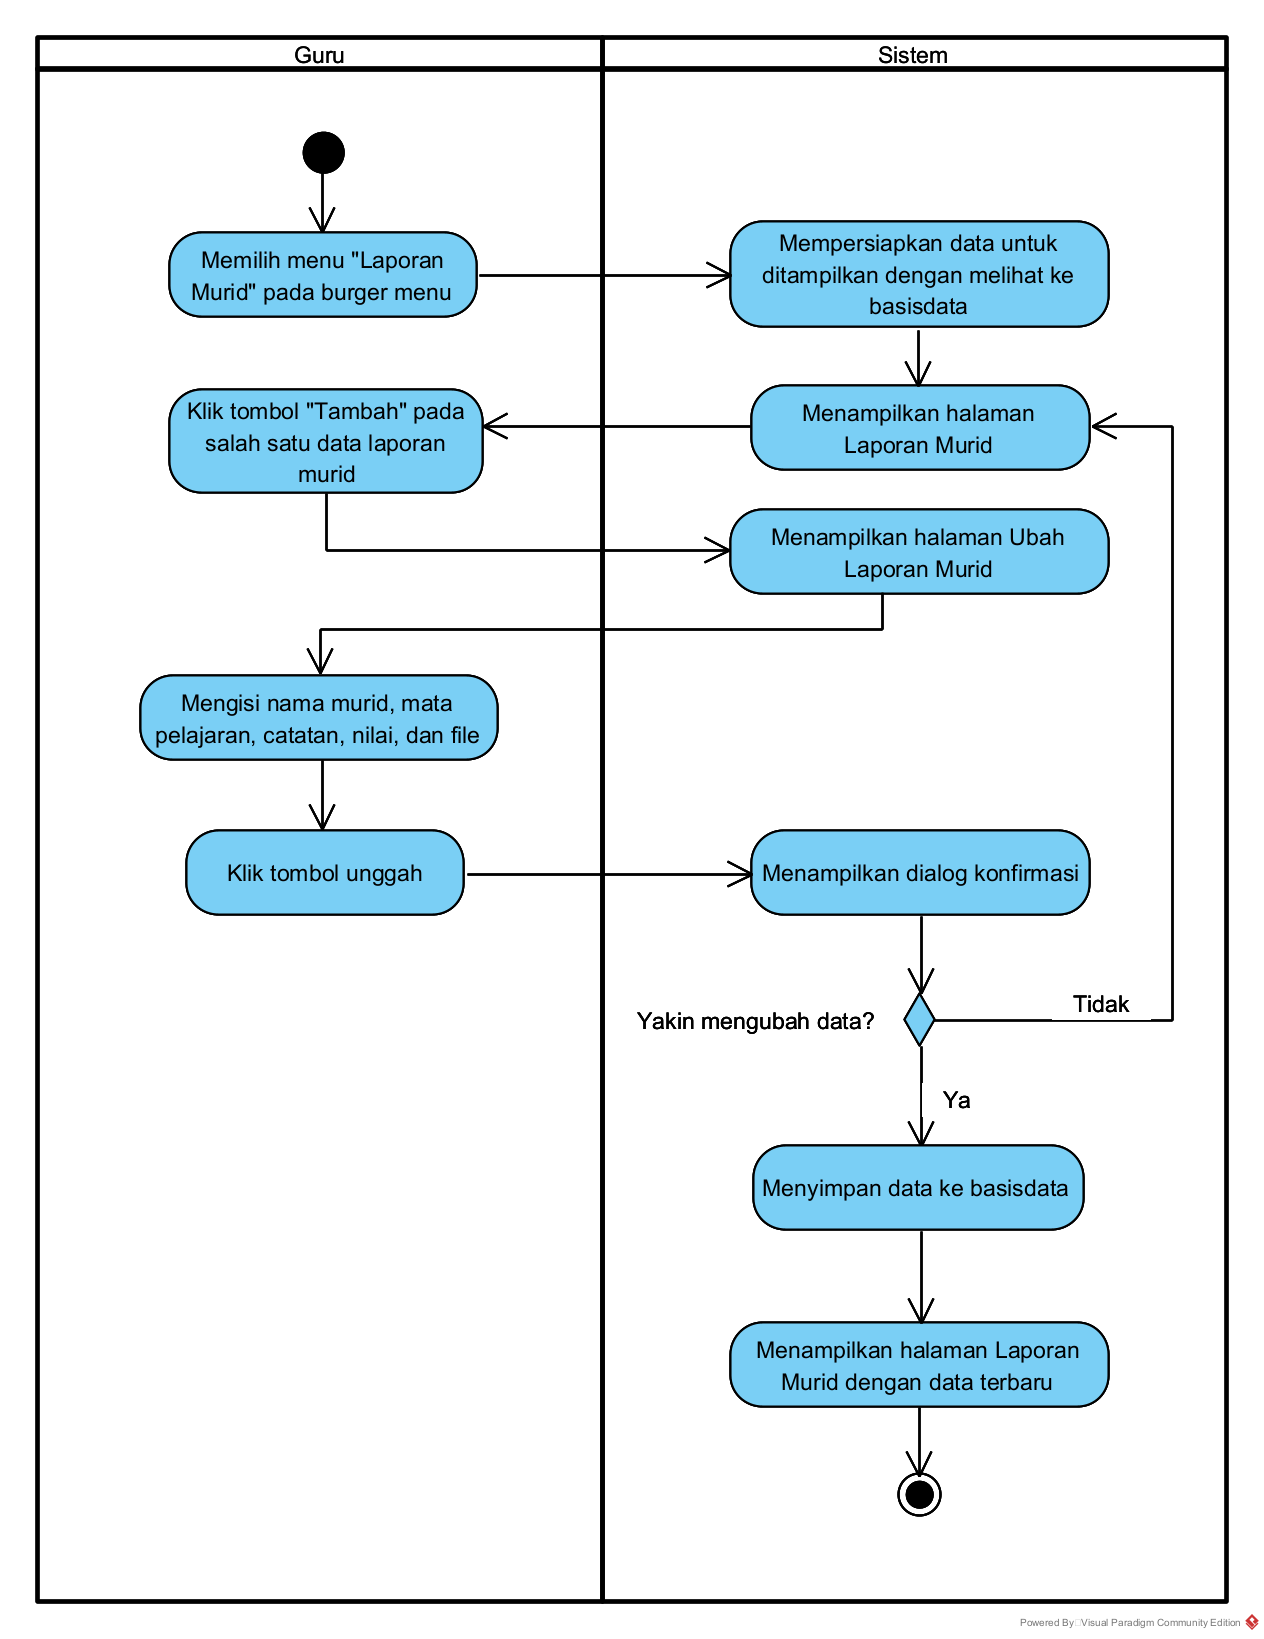 Guru
Sistem
Memilih menu "Laporan
Murid" pada burger menu
Mempersiapkan data untuk
ditampilkan dengan melihat ke
basisdata
Menampilkan halaman
Laporan Murid
Klik tombol "Tambah" pada
salah satu data laporan
murid
Menampilkan halaman Ubah
Laporan Murid
Mengisi nama murid, mata
pelajaran, catatan, nilai, dan file
Klik tombol unggah
Menampilkan dialog konfirmasi
Yakin mengubah data?
Tidak
Ya
Menyimpan data ke basisdata
Menampilkan halaman Laporan
Murid dengan data terbaru
Powered By Visual Paradigm Community Edition